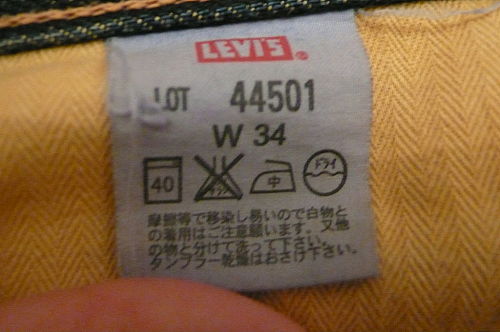 LEVI'S®
LOT 44501
W 34
40 中 ドライ
摩擦等で移染し易いので白物と
の着用はご注意願います。又他
の物と分けて洗って下さい。
タンブラー乾燥はおさけ下さい。